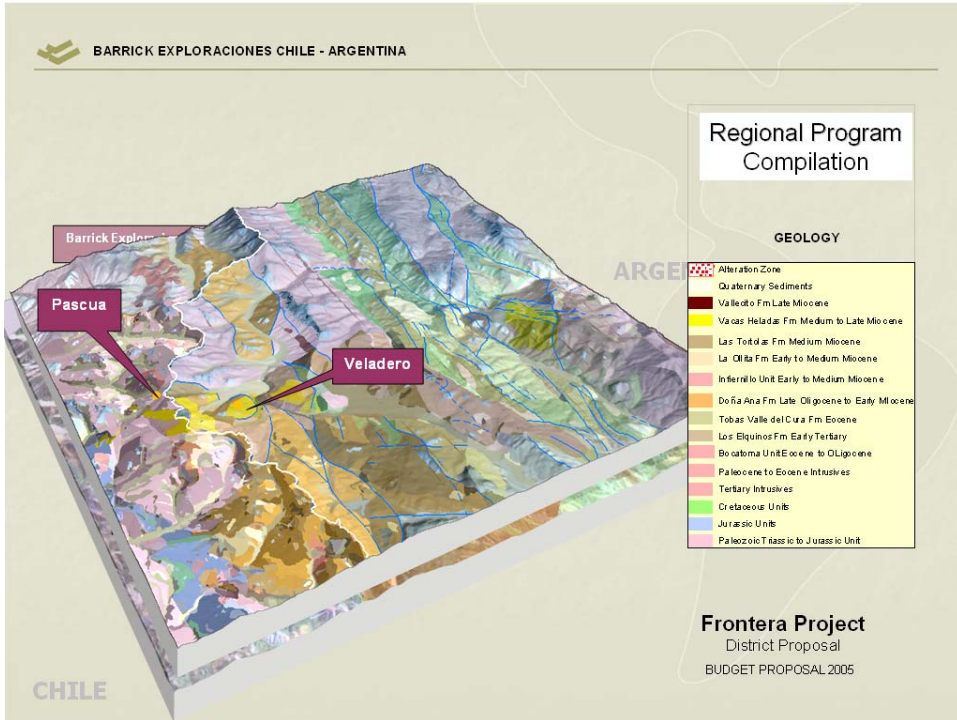 BARRICK EXPLORACIONES CHILE - ARGENTINA
Regional Program
Compilation
Barrick
GEOLOGY
Pascua
Veladero
Alteration Zone
Quaternary Sediments
Vallecito Fm Late Miocene
Vacas Heladas Fm Medium to Late Miocene
Las Tortolas Fm Medium Miocene
La Ollita Fm Early to Medium Miocene
Infiernillo Unit Early to Medium Miocene
Doña Ana Fm Late Oligocene to Early MIocene
Tobas Valle del Cura Fm Eocene
Los Elquinos Fm Early Tertiary
Bocatoma Unit Eocene to OLigocene
Paleocene to Eocene Intrusives
Tertiary Intrusives
Cretaceous Units
Jurassic Units
Paleozoic Triassic to Jurassic Unit
Frontera Project
District Proposal
BUDGET PROPOSAL 2005
CHILE